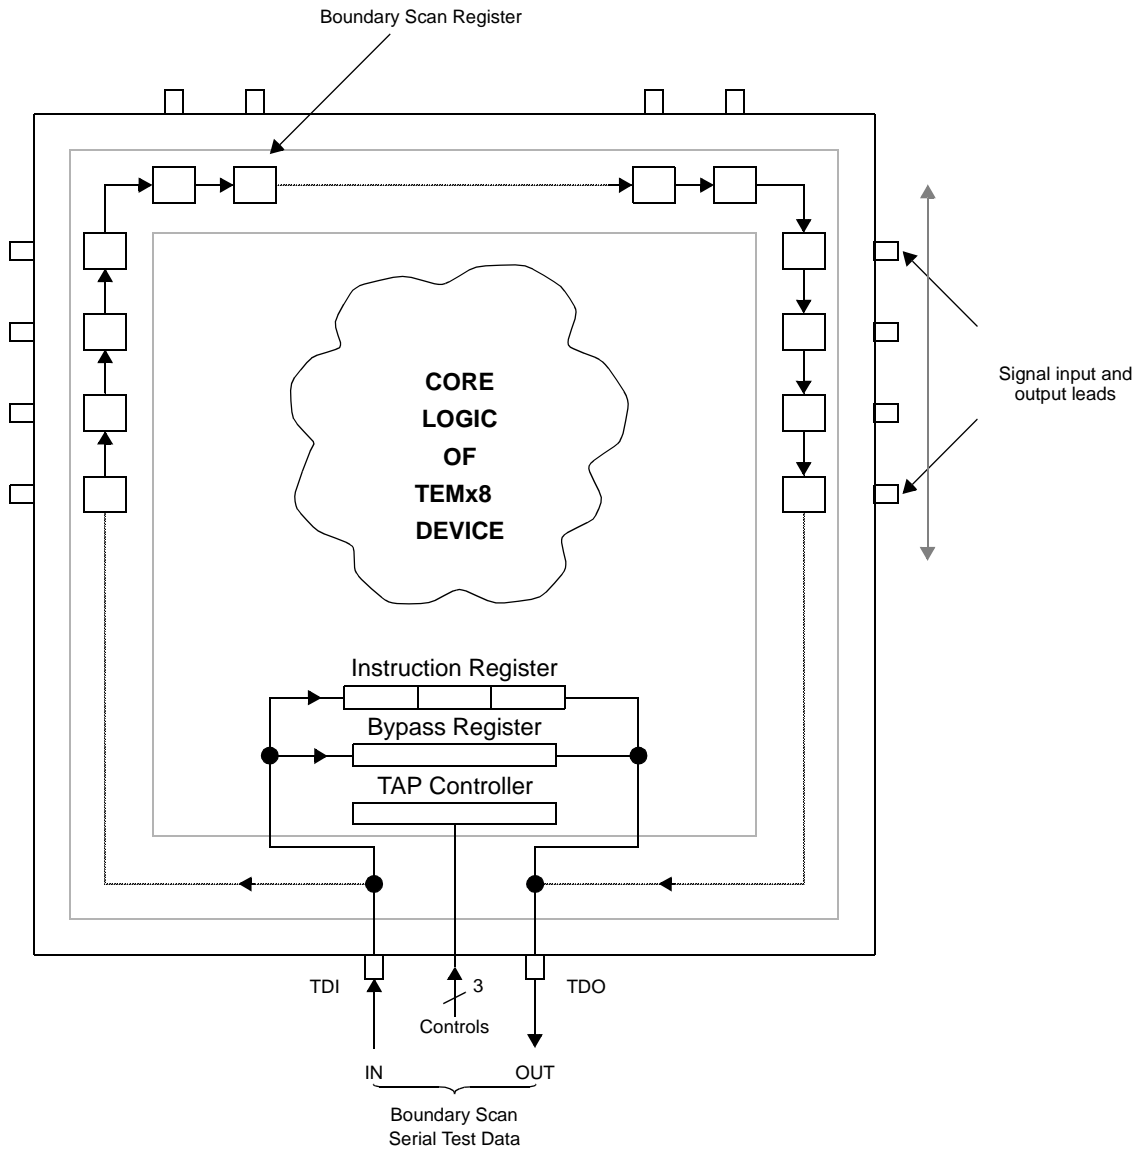 Boundary Scan Register
Signal input and
output leads
CORE
LOGIC
OF
TEMx8
DEVICE
Instruction Register
Bypass Register
TAP Controller
TDI
3
TDO
Controls
IN
OUT
Boundary Scan
Serial Test Data